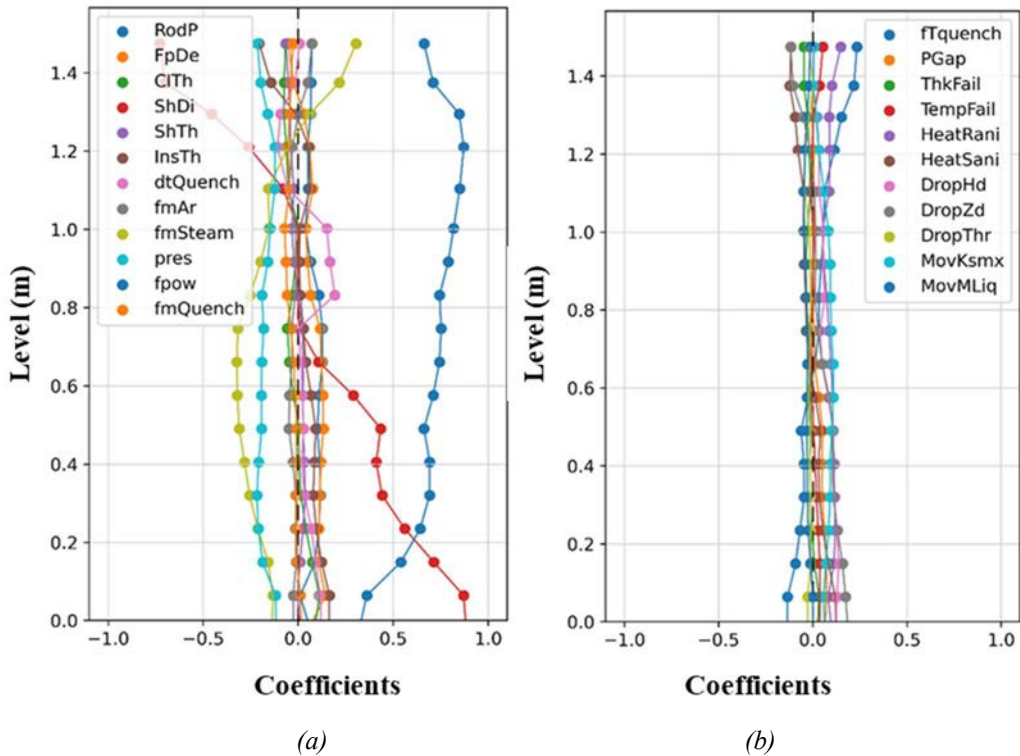 Level (m)
1.4
1.2
1.0
0.8
0.6
0.4
0.2
0.0
RodP
FpDe
ClTh
ShDi
ShTh
InsTh
dtQuench
fmAr
fmSteam
pres
fpow
fmQuench
−1.0 −0.5 0.0 0.5 1.0
Coefficients
(a)
Level (m)
1.4
1.2
1.0
0.8
0.6
0.4
0.2
0.0
fTquench
PGap
ThkFail
TempFail
HeatRani
HeatSani
DropHd
DropZd
DropThr
MovKsmx
MovMLiq
−1.0 −0.5 0.0 0.5 1.0
Coefficients
(b)